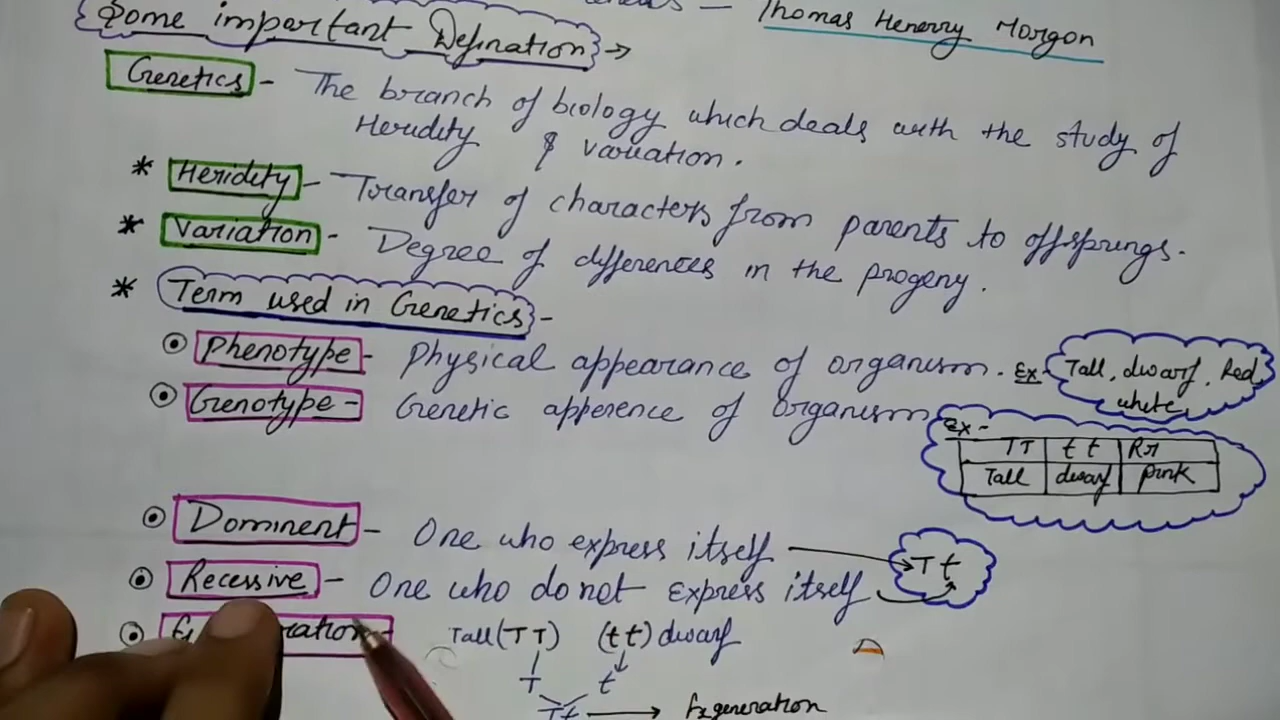 Thomas Henerry Morgon
Some important Defination →
Genetics - The branch of biology which deals with the study of
Heridity & variation.
* Heridity - Transfer of characters from parents to offsprings.
* Variation - Degree of differences in the progeny.
* Term used in Genetics -
Phenotype - Physical appearance of organism. Ex- Tall, dwarf, Red,
white
Genotype - Genetic apperence of organism
Ex-
TT tt Rr
Tall dwarf pink
Dominent - One who express itself
Tt
Recessive - One who do not express itself
Tall (TT) (tt) dwarf
T t
Tt → generation